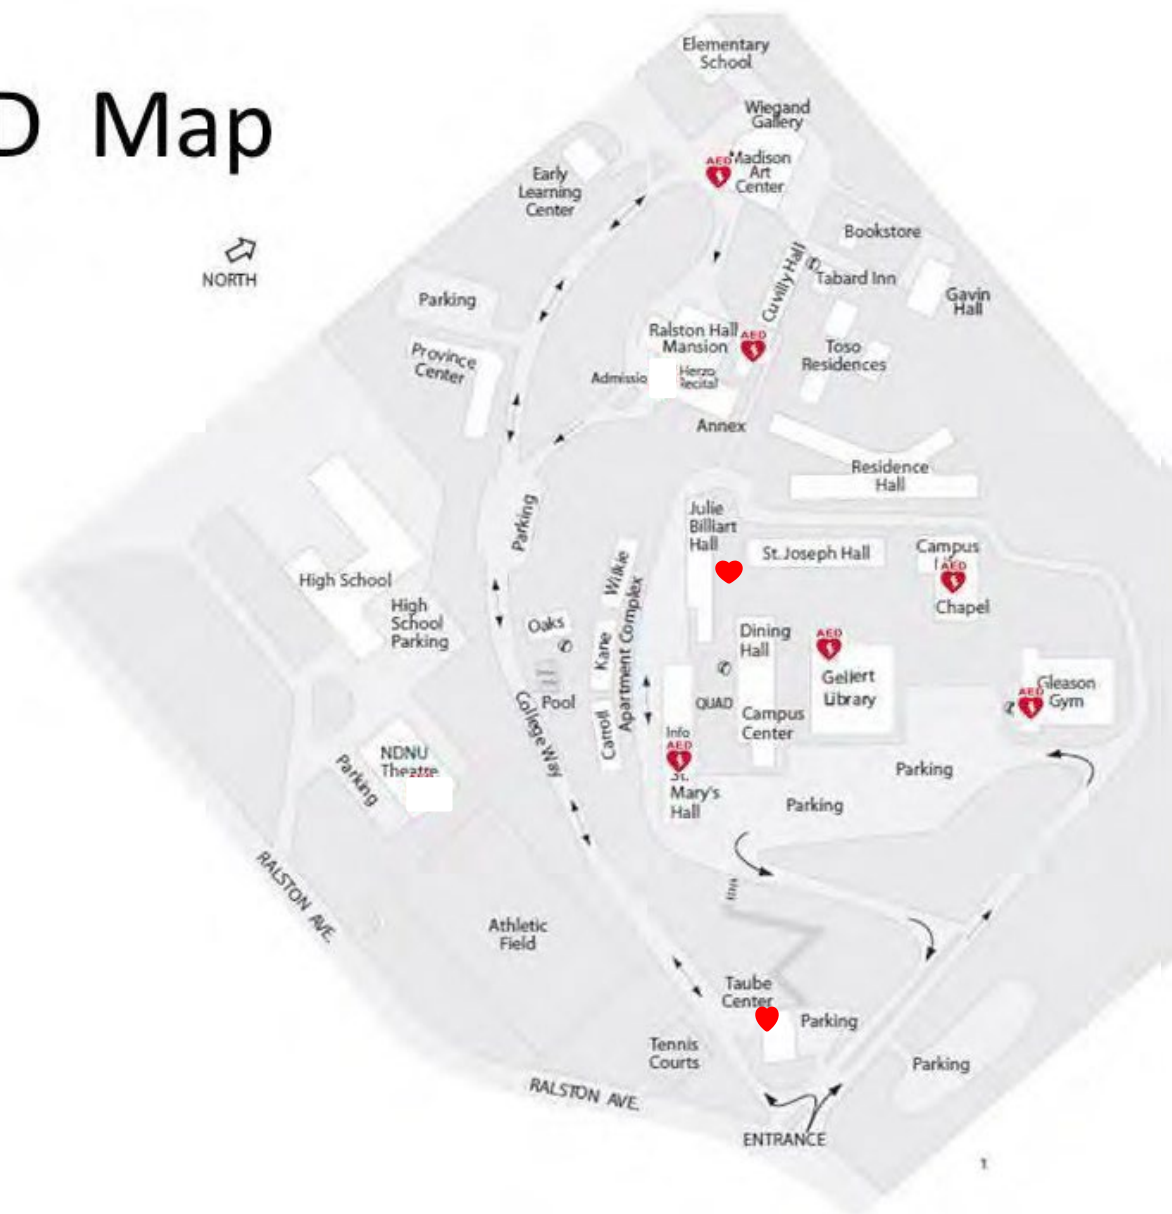 D Map
NORTH
Elementary
School
Wiegand
Gallery
AED
Madison
Art
Center
Early
Learning
Center
Bookstore
Cuvilly Hall
Tabard Inn
Gavin
Hall
Parking
Province
Center
Ralston Hall
Mansion
AED
Toso
Residences
Admissio
Herzo
Recital
Annex
Residence
Hall
Parking
Julie
Billiart
Hall
St. Joseph Hall
Campus
AED
Chapel
High School
High
School
Parking
Oaks
Pool
Wilkie
Kane
Carroll
Apartment Complex
Dining
Hall
AED
Gellert
Library
QUAD
Campus
Center
Gleason
AED
Gym
Info
AED
St.
Mary's
Hall
College Way
NDNU
Theatre
Parking
Parking
Parking
RALSTON AVE.
Athletic
Field
Taube
Center
Parking
Tennis
Courts
Parking
RALSTON AVE.
ENTRANCE
1